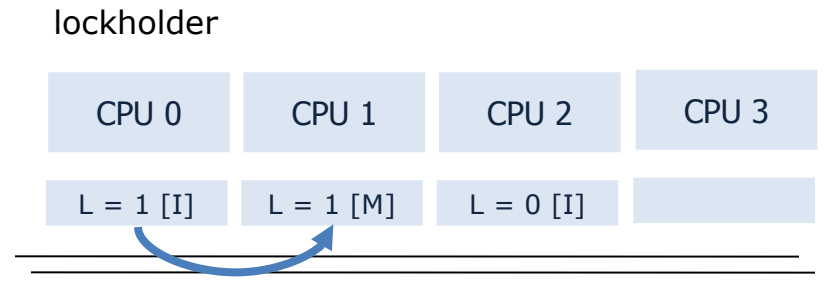 lockholder
CPU 0 CPU 1 CPU 2 CPU 3
L = 1 [I] L = 1 [M] L = 0 [I]